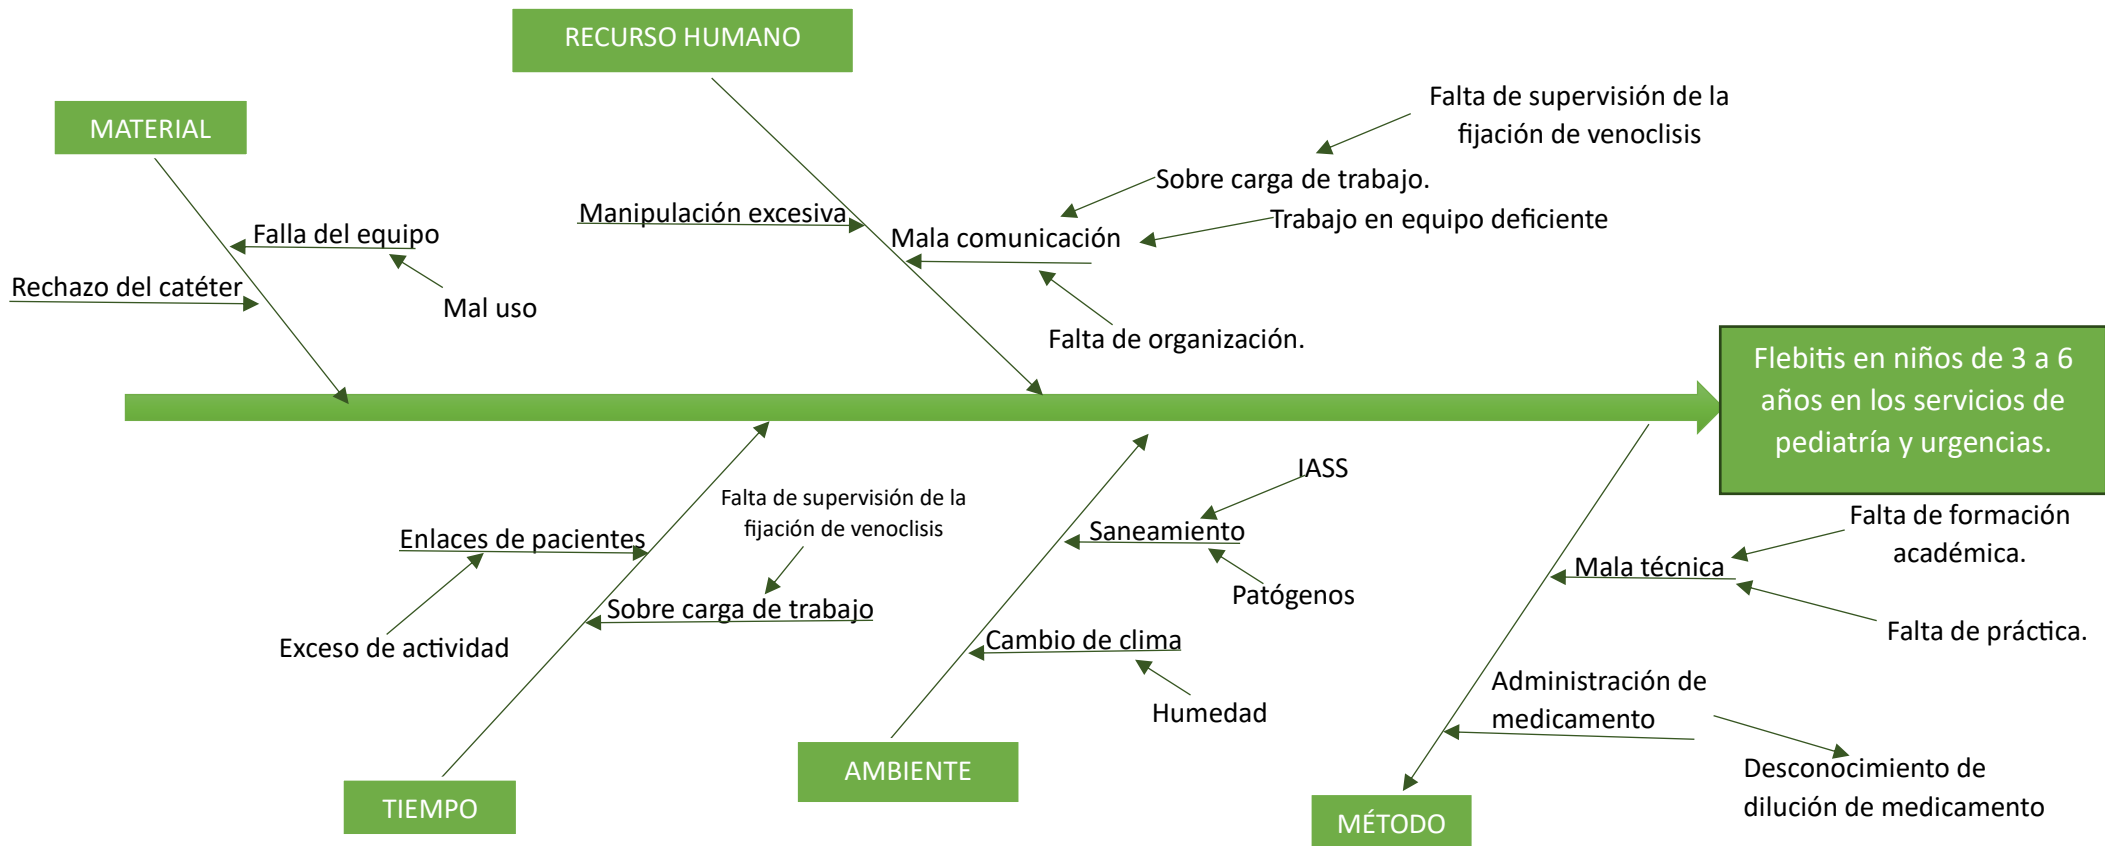 RECURSO HUMANO
MATERIAL
Falta de supervisión de la
fijación de venoclisis
Sobre carga de trabajo.
Manipulación excesiva
Trabajo en equipo deficiente
Falla del equipo
Mala comunicación
Rechazo del catéter
Mal uso
Falta de organización.
Flebitis en niños de 3 a 6
años en los servicios de
pediatría y urgencias.
IASS
Falta de supervisión de la
fijación de venoclisis
Enlaces de pacientes
Saneamiento
Falta de formación
académica.
Mala técnica
Patógenos
Sobre carga de trabajo
Exceso de actividad
Cambio de clima
Falta de práctica.
Humedad
Administración de
medicamento
Desconocimiento de
dilución de medicamento
TIEMPO
AMBIENTE
MÉTODO